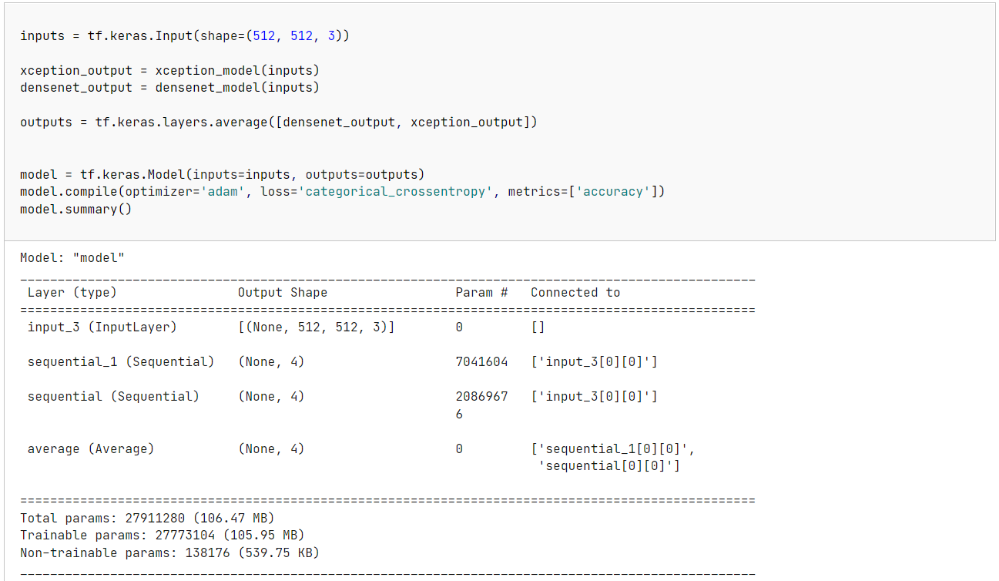 inputs = tf.keras.Input(shape=(512, 512, 3))
xception_output = xception_model(inputs)
densenet_output = densenet_model(inputs)
outputs = tf.keras.layers.average([densenet_output, xception_output])
model = tf.keras.Model(inputs=inputs, outputs=outputs)
model.compile(optimizer='adam', loss='categorical_crossentropy', metrics=['accuracy'])
model.summary()
Model: "model"
__________________________________________________________________________________________________
Layer (type)                Output Shape                 Param #   Connected to
==================================================================================================
input_3 (InputLayer)        [(None, 512, 512, 3)]        0         []
sequential_1 (Sequential)   (None, 4)                    7041604   ['input_3[0][0]']
sequential (Sequential)     (None, 4)                    2086967   ['input_3[0][0]']
6
average (Average)           (None, 4)                    0         ['sequential_1[0][0]',
'sequential[0][0]']
==================================================================================================
Total params: 27911280 (106.47 MB)
Trainable params: 27773104 (105.95 MB)
Non-trainable params: 138176 (539.75 KB)
__________________________________________________________________________________________________